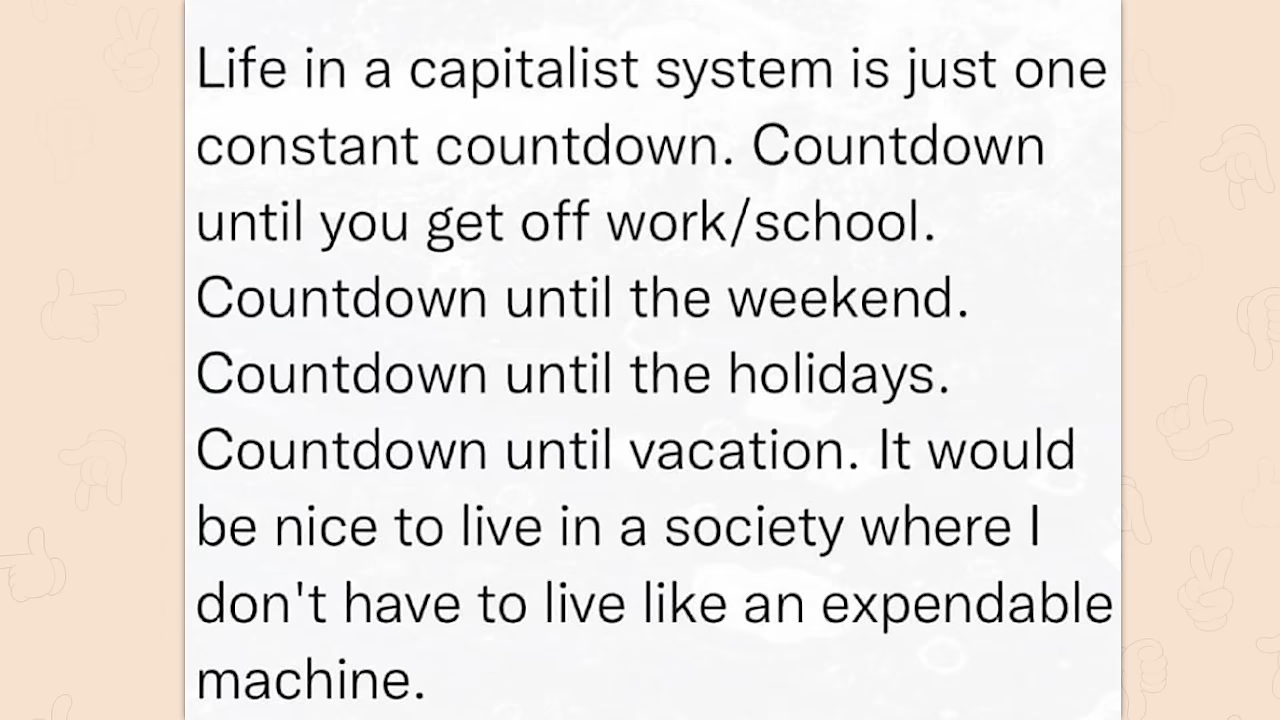 Life in a capitalist system is just one
constant countdown. Countdown
until you get off work/school.
Countdown until the weekend.
Countdown until the holidays.
Countdown until vacation. It would
be nice to live in a society where I
don't have to live like an expendable
machine.